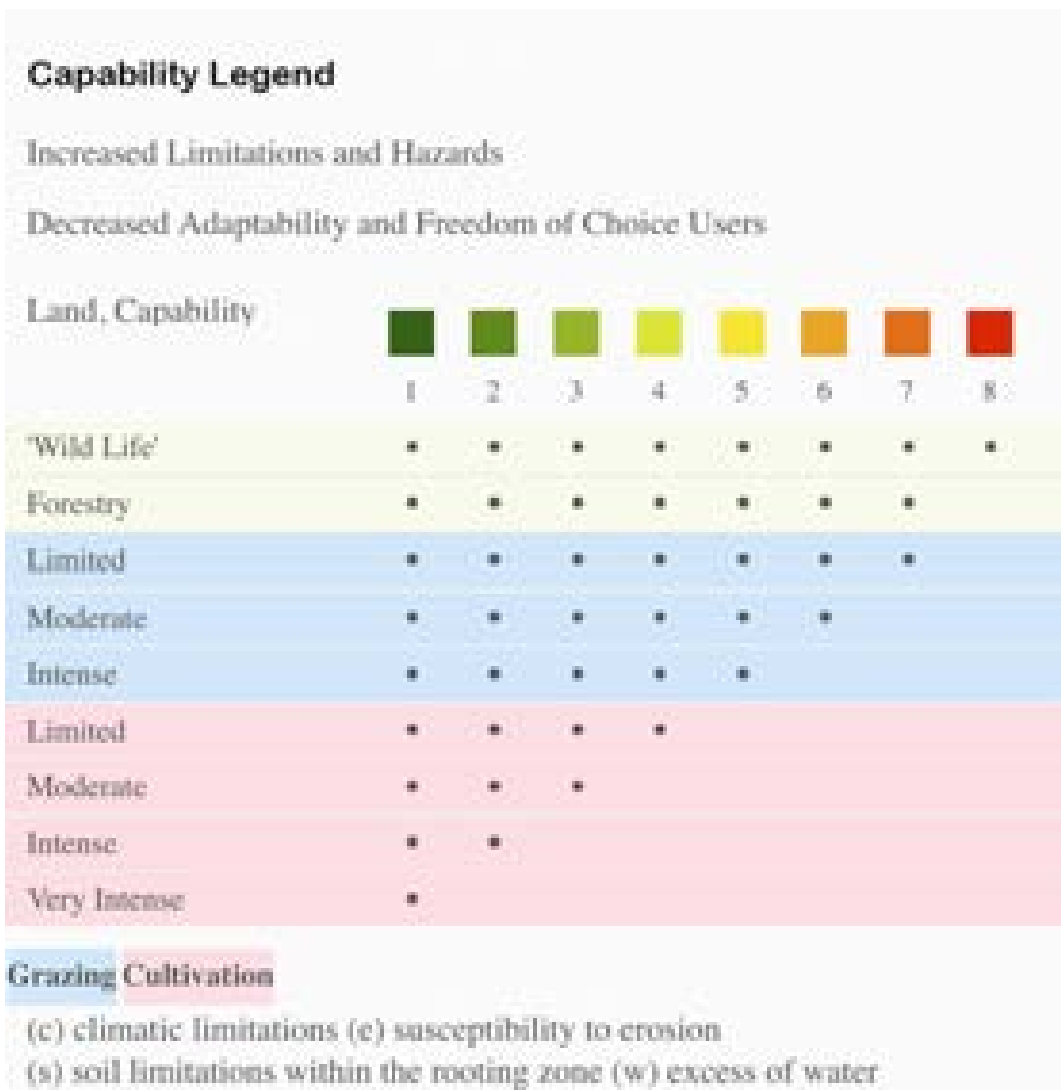 Capability Legend
Increased Limitations and Hazards
Decreased Adaptability and Freedom of Choice Users
Land, Capability
1 2 3 4 5 6 7 8
'Wild Life' • • • • • • • •
Forestry • • • • • • •
Limited • • • • • • •
Moderate • • • • • •
Intense • • • • •
Limited • • • •
Moderate • • •
Intense • •
Very Intense •
Grazing Cultivation
(c) climatic limitations (e) susceptibility to erosion
(s) soil limitations within the rooting zone (w) excess of water